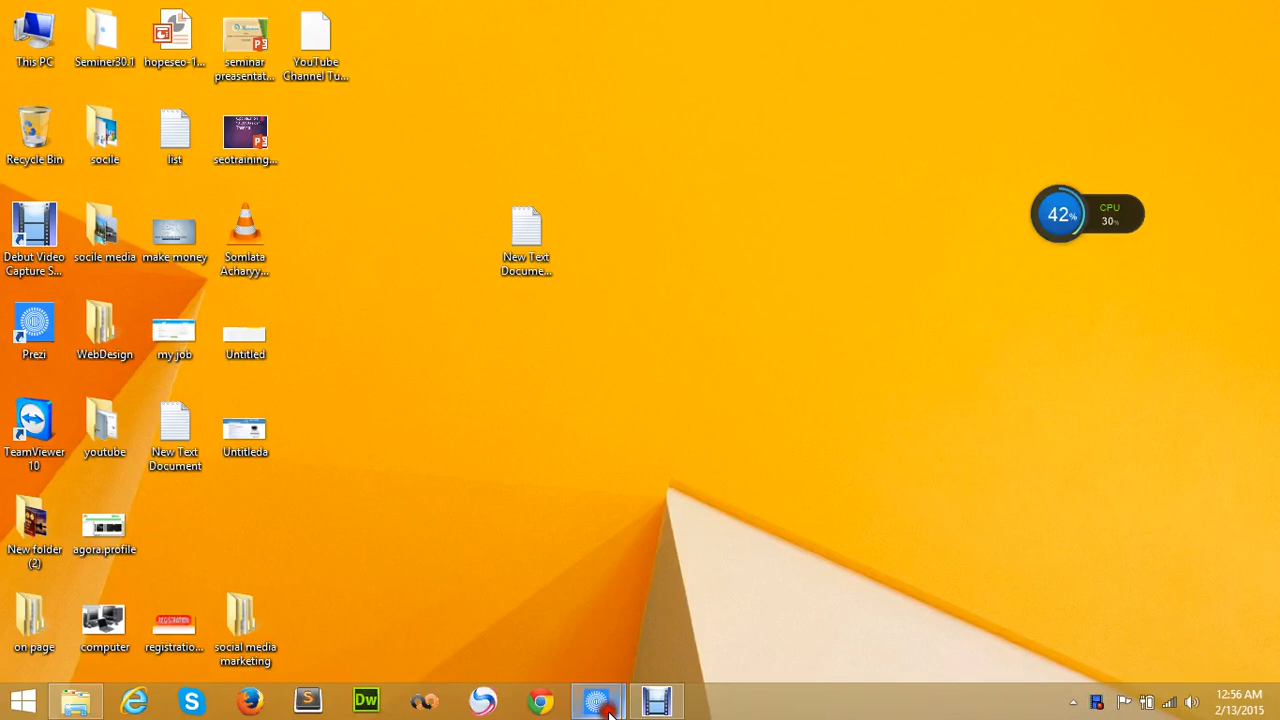 This PC
Seminer30.1
hopeseo-1...
seminar
preasentat...
YouTube
Channel Tu...
Recycle Bin
socile
list
seotraining...
Debut Video
Capture S...
socile media
make money
Somlata
Acharyy...
New Text
Docume...
42%
CPU
30%
Prezi
WebDesign
my job
Untitled
TeamViewer
10
youtube
New Text
Document
Untitleda
New folder
(2)
agora.profile
on page
computer
REGISTRATION
registratio...
social media
marketing
Dw
12:56 AM
2/13/2015